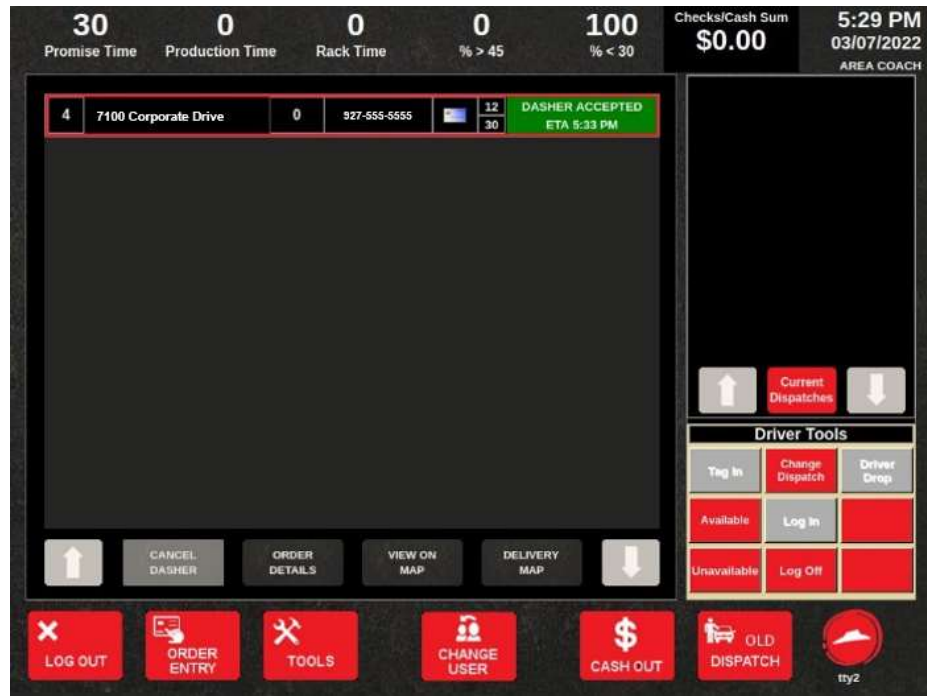 30
Promise Time
0
Production Time
0
Rack Time
0
% > 45
100
% < 30
Checks/Cash Sum
$0.00
5:29 PM
03/07/2022
AREA COACH
4
7100 Corporate Drive
0
927-555-5555
12
30
DASHER ACCEPTED
ETA 5:33 PM
Current
Dispatches
Driver Tools
Tag In
Change
Dispatch
Driver
Drop
Available
Log In
Unavailable
Log Off
CANCEL
DASHER
ORDER
DETAILS
VIEW ON
MAP
DELIVERY
MAP
LOG OUT
ORDER
ENTRY
TOOLS
CHANGE
USER
$
CASH OUT
OLD
DISPATCH
tty2